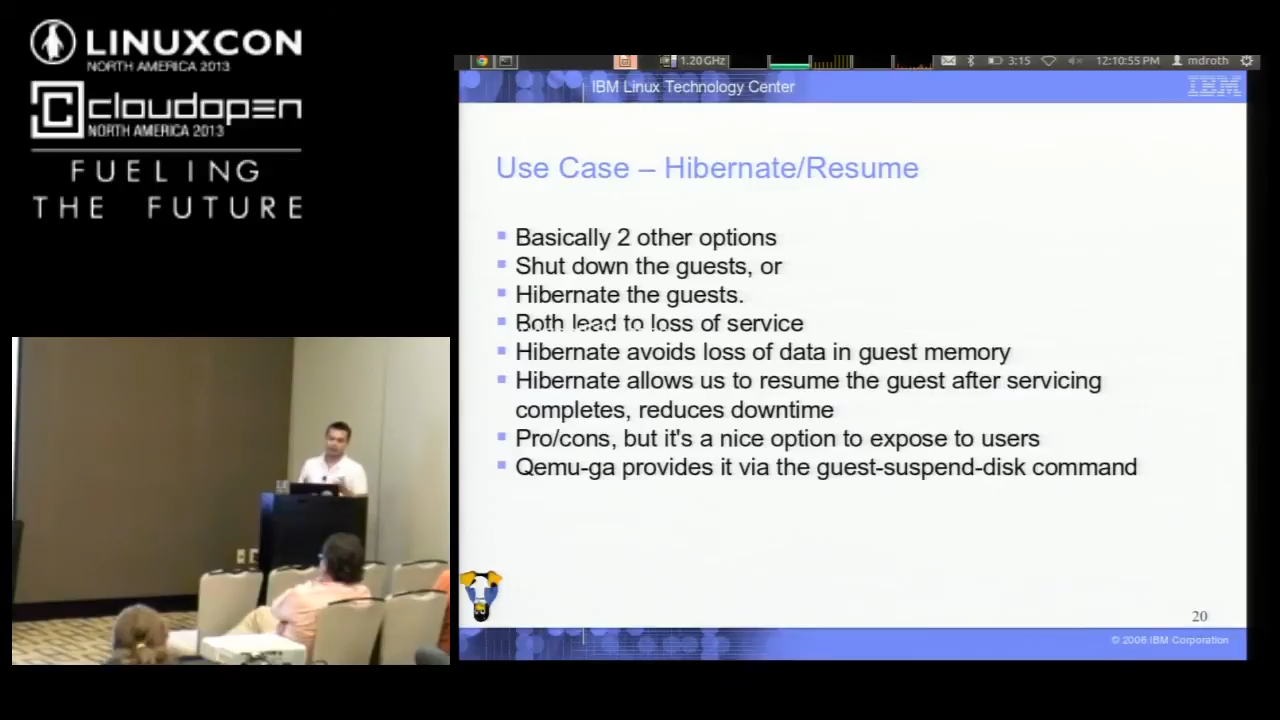 LINUXCON
NORTH AMERICA 2013
cloudopen
NORTH AMERICA 2013
FUELING
THE FUTURE
1.20 GHz
3:15
12:10:55 PM
mdroth
IBM Linux Technology Center
IBM
Use Case – Hibernate/Resume
Basically 2 other options
Shut down the guests, or
Hibernate the guests.
Both lead to loss of service
Hibernate avoids loss of data in guest memory
Hibernate allows us to resume the guest after servicing
completes, reduces downtime
Pro/cons, but it's a nice option to expose to users
Qemu-ga provides it via the guest-suspend-disk command
20
© 2006 IBM Corporation